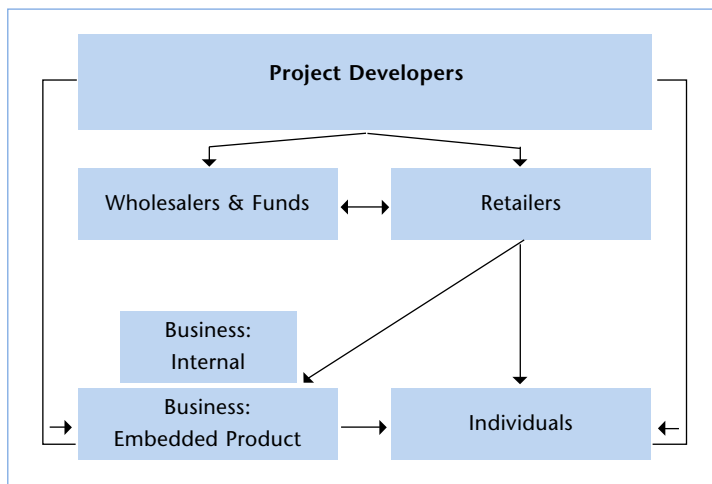 Project Developers
Wholesalers & Funds
Retailers
Business:
Internal
Business:
Embedded Product
Individuals